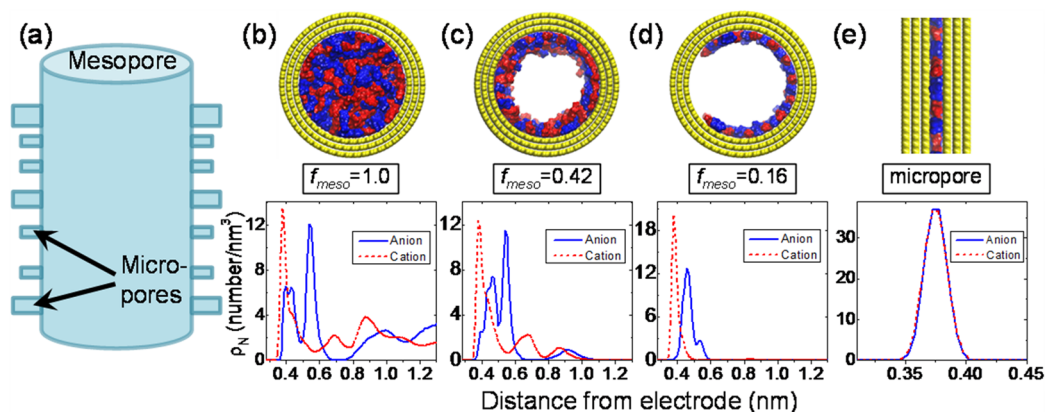 (a)
Mesopore
Micro-
pores
(b)
f_meso=1.0
(c)
f_meso=0.42
(d)
f_meso=0.16
(e)
micropore
ρ_N (number/nm³)
12
8
4
0
0.4 0.6 0.8 1.0 1.2
Anion
Cation
12
8
4
0
0.4 0.6 0.8 1.0 1.2
Anion
Cation
18
12
6
0
0.4 0.6 0.8 1.0 1.2
Anion
Cation
30
20
10
0
0.35 0.40 0.45
Anion
Cation
Distance from electrode (nm)